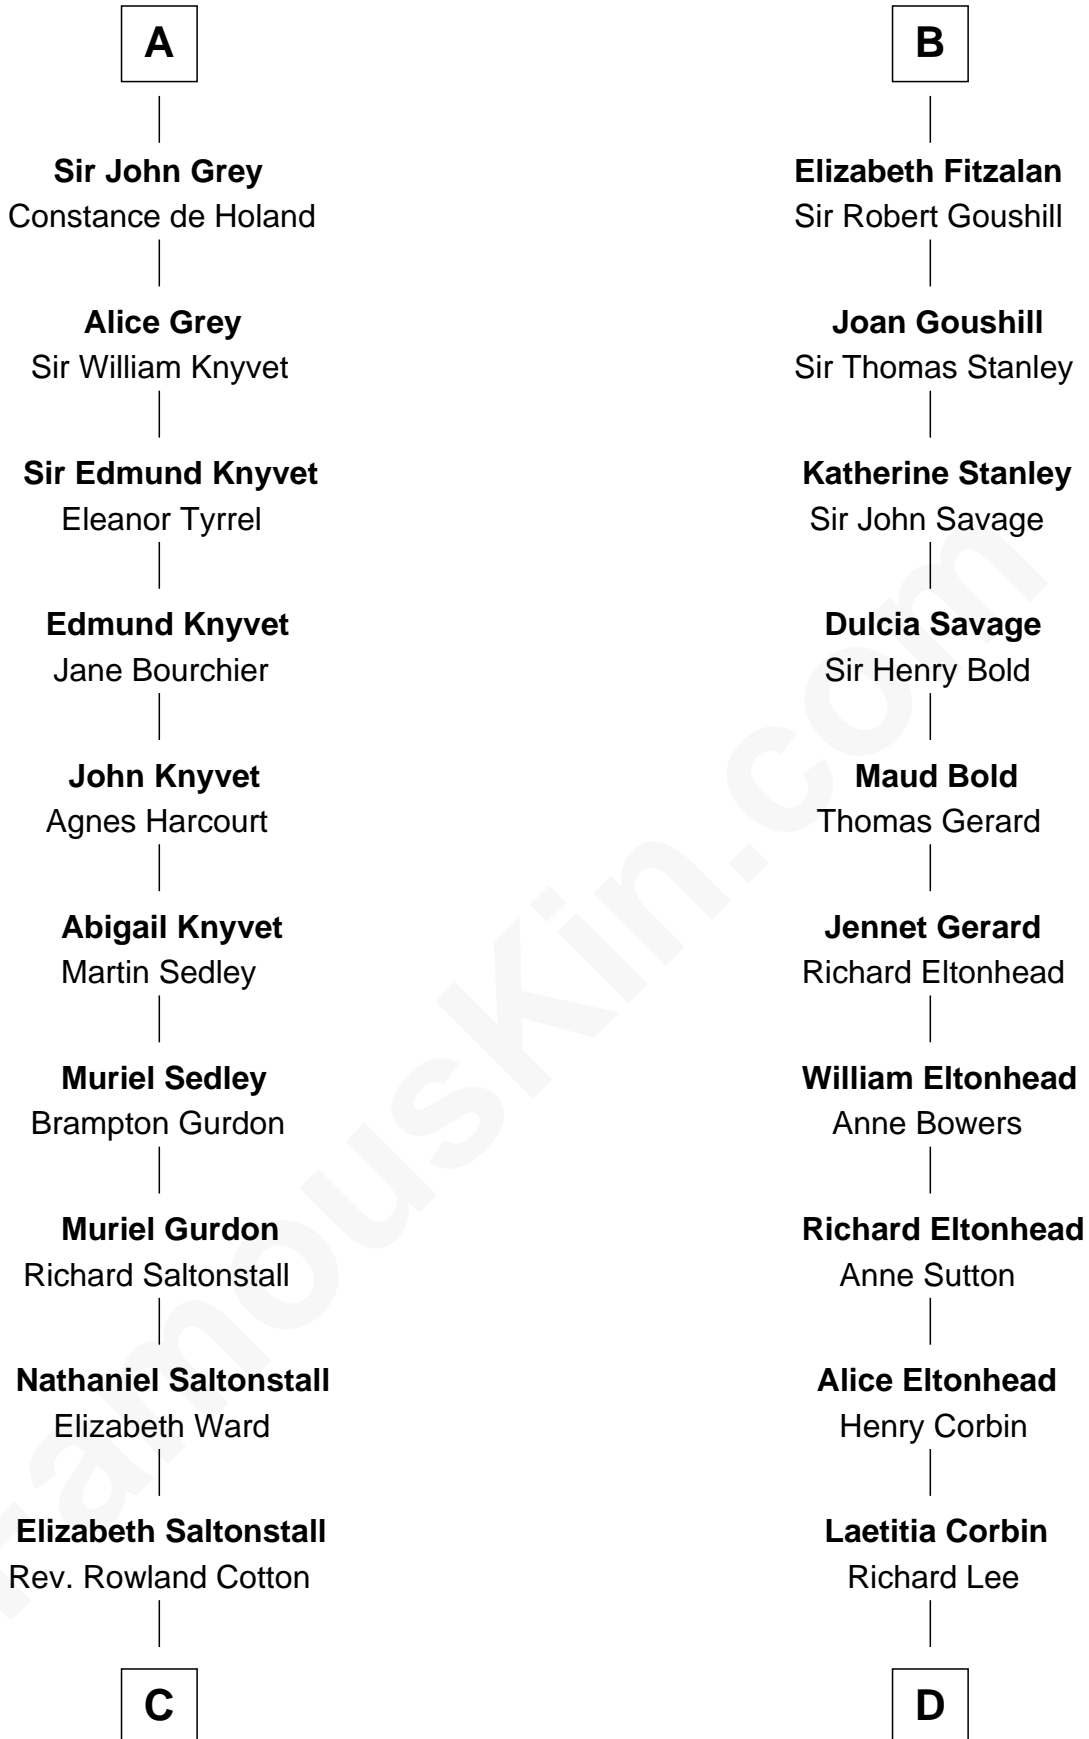 A
Sir John Grey
Constance de Holand
Alice Grey
Sir William Knyvet
Sir Edmund Knyvet
Eleanor Tyrrel
Edmund Knyvet
Jane Bourchier
John Knyvet
Agnes Harcourt
Abigail Knyvet
Martin Sedley
Muriel Sedley
Brampton Gurdon
Muriel Gurdon
Richard Saltonstall
Nathaniel Saltonstall
Elizabeth Ward
Elizabeth Saltonstall
Rev. Rowland Cotton
C
B
Elizabeth Fitzalan
Sir Robert Goushill
Joan Goushill
Sir Thomas Stanley
Katherine Stanley
Sir John Savage
Dulcia Savage
Sir Henry Bold
Maud Bold
Thomas Gerard
Jennet Gerard
Richard Eltonhead
William Eltonhead
Anne Bowers
Richard Eltonhead
Anne Sutton
Alice Eltonhead
Henry Corbin
Laetitia Corbin
Richard Lee
D
FamousKin.com